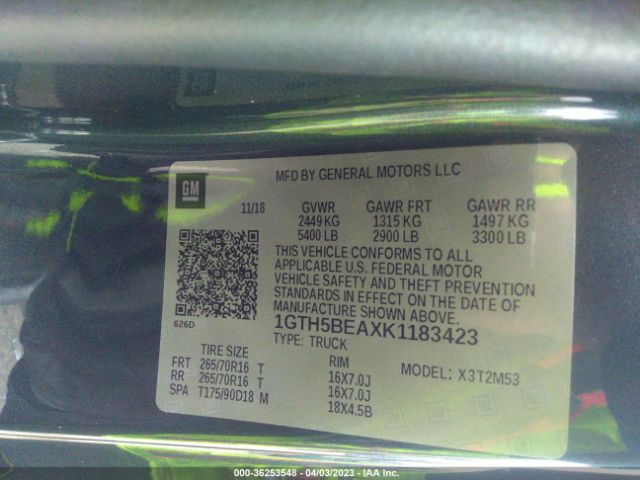 MFD BY GENERAL MOTORS LLC
GM
11/18 GVWR GAWR FRT GAWR RR
2449 KG 1315 KG 1497 KG
5400 LB 2900 LB 3300 LB
THIS VEHICLE CONFORMS TO ALL
APPLICABLE U.S. FEDERAL MOTOR
VEHICLE SAFETY AND THEFT PREVENTION
STANDARDS IN EFFECT ON THE DATE OF
MANUFACTURE SHOWN ABOVE.
626D
1GTH5BEAXK1183423
TYPE: TRUCK
TIRE SIZE RIM MODEL: X3T2M53
FRT 265/70R16 T 16X7.0J
RR 265/70R16 T 16X7.0J
SPA T175/90D18 M 18X4.5B
000-36253548 - 04/03/2023 - IAA Inc.